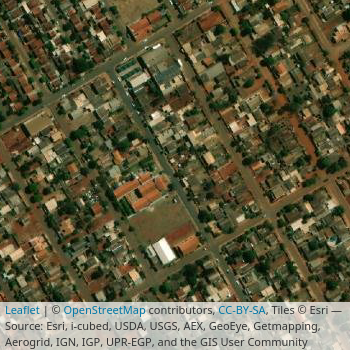 Leaflet | © OpenStreetMap contributors, CC-BY-SA, Tiles © Esri —
Source: Esri, i-cubed, USDA, USGS, AEX, GeoEye, Getmapping,
Aerogrid, IGN, IGP, UPR-EGP, and the GIS User Community